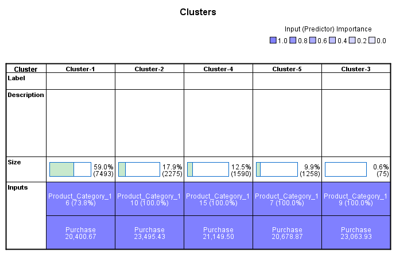 Clusters
Input (Predictor) Importance
1.0 0.8 0.6 0.4 0.2 0.0
Cluster Cluster-1 Cluster-2 Cluster-4 Cluster-5 Cluster-3
Label
Description
Size 59.0% (7493) 17.9% (2275) 12.5% (1590) 9.9% (1258) 0.6% (75)
Inputs
Product_Category_1 Product_Category_1 Product_Category_1 Product_Category_1 Product_Category_1
6 (73.8%) 10 (100.0%) 15 (100.0%) 7 (100.0%) 9 (100.0%)
Purchase Purchase Purchase Purchase Purchase
20,400.67 23,495.43 21,149.50 20,678.87 23,063.93